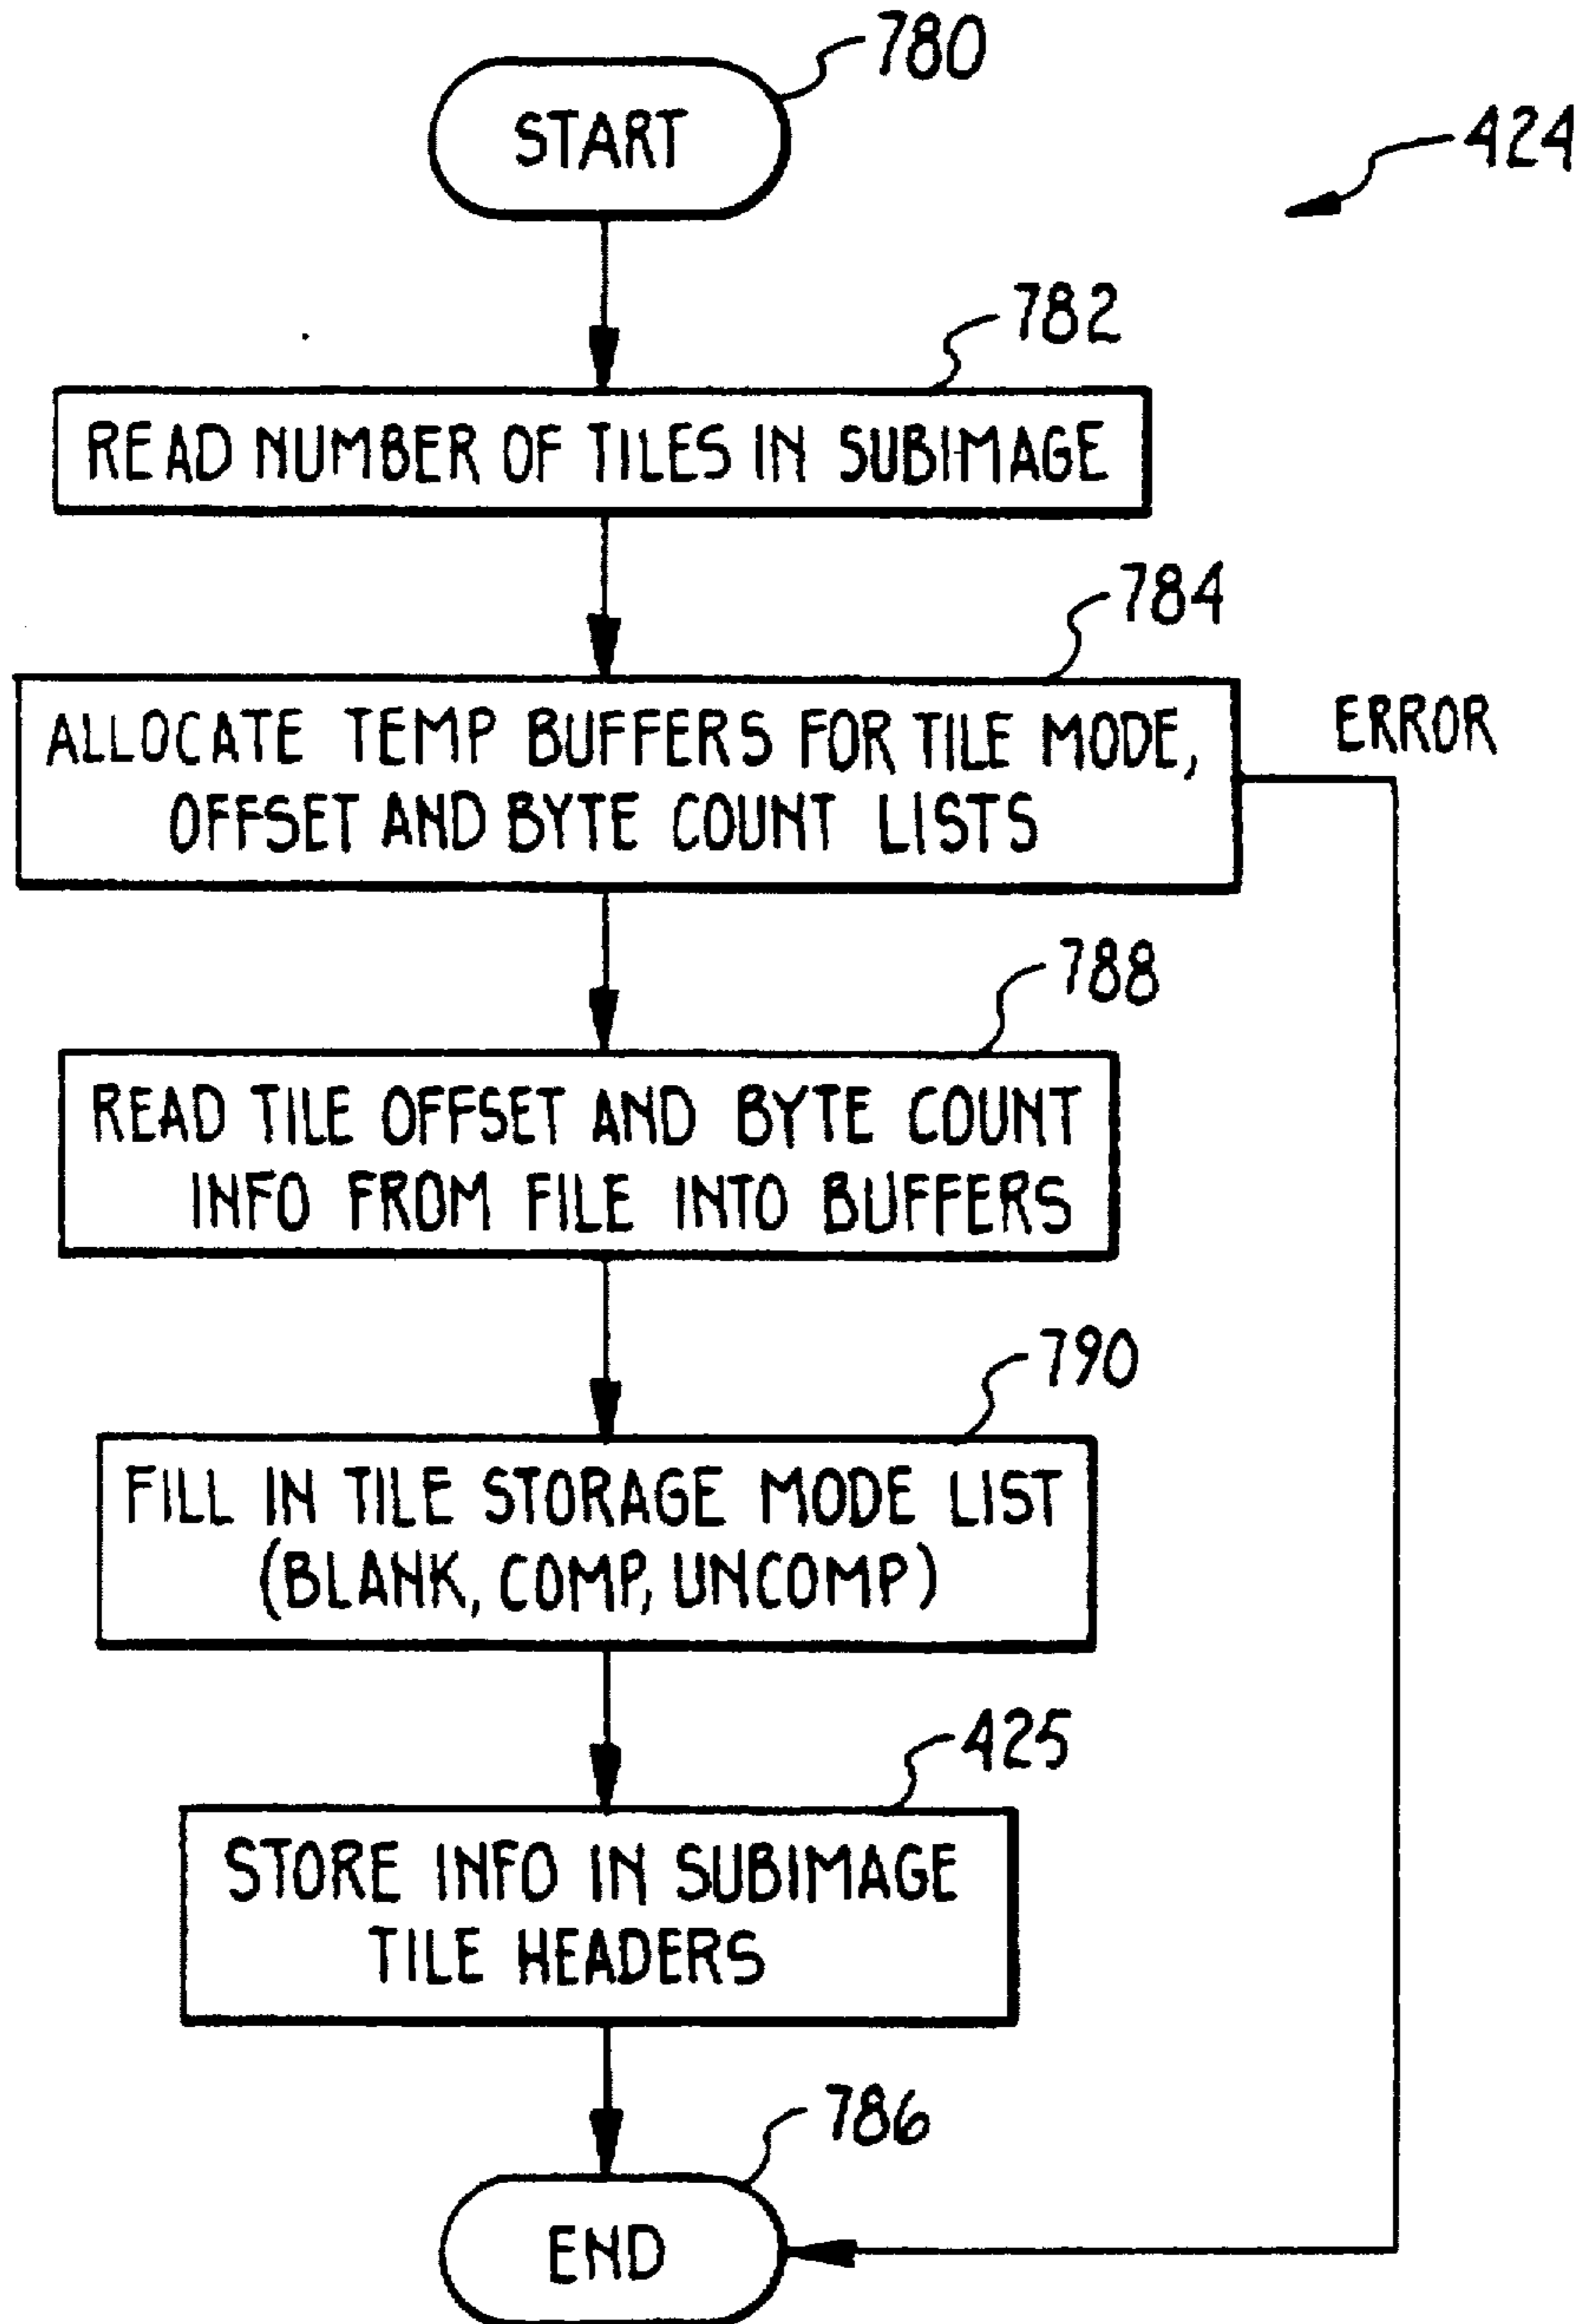 780
START
424
782
READ NUMBER OF TILES IN SUBIMAGE
784
ALLOCATE TEMP BUFFERS FOR TILE MODE,
OFFSET AND BYTE COUNT LISTS
ERROR
788
READ TILE OFFSET AND BYTE COUNT
INFO FROM FILE INTO BUFFERS
790
FILL IN TILE STORAGE MODE LIST
(BLANK, COMP, UNCOMP)
425
STORE INFO IN SUBIMAGE
TILE HEADERS
786
END